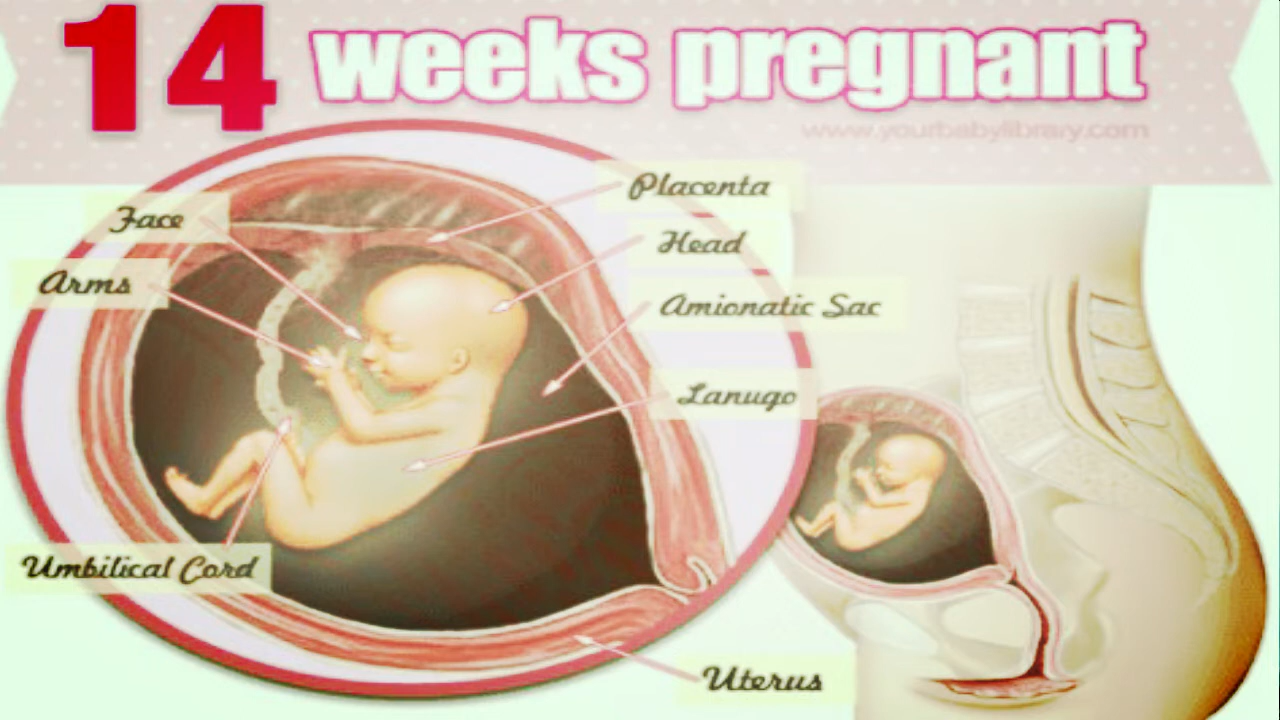 14 weeks pregnant
www.yourbabylibrary.com
Placenta
Face
Head
Arms
Amionatic Sac
Lanugo
Umbilical Cord
Uterus